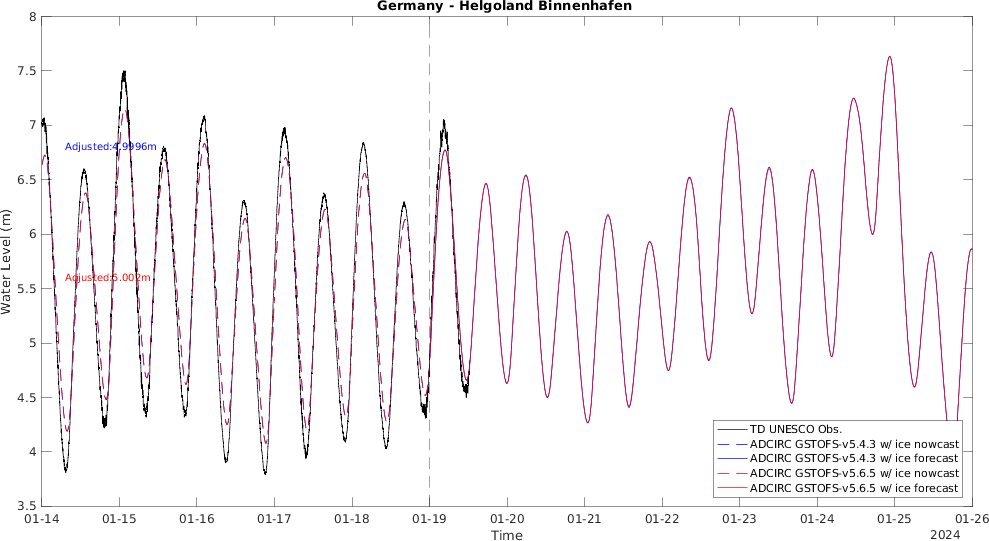 Germany - Helgoland Binnenhafen
Water Level (m)
8
7.5
7
6.5
6
5.5
5
4.5
4
3.5
Adjusted:4.9996m
Adjusted:5.002m
TD UNESCO Obs.
ADCIRC GSTOFS-v5.4.3 w/ ice nowcast
ADCIRC GSTOFS-v5.4.3 w/ ice forecast
ADCIRC GSTOFS-v5.6.5 w/ ice nowcast
ADCIRC GSTOFS-v5.6.5 w/ ice forecast
01-14 01-15 01-16 01-17 01-18 01-19 01-20 01-21 01-22 01-23 01-24 01-25 01-26
Time
2024